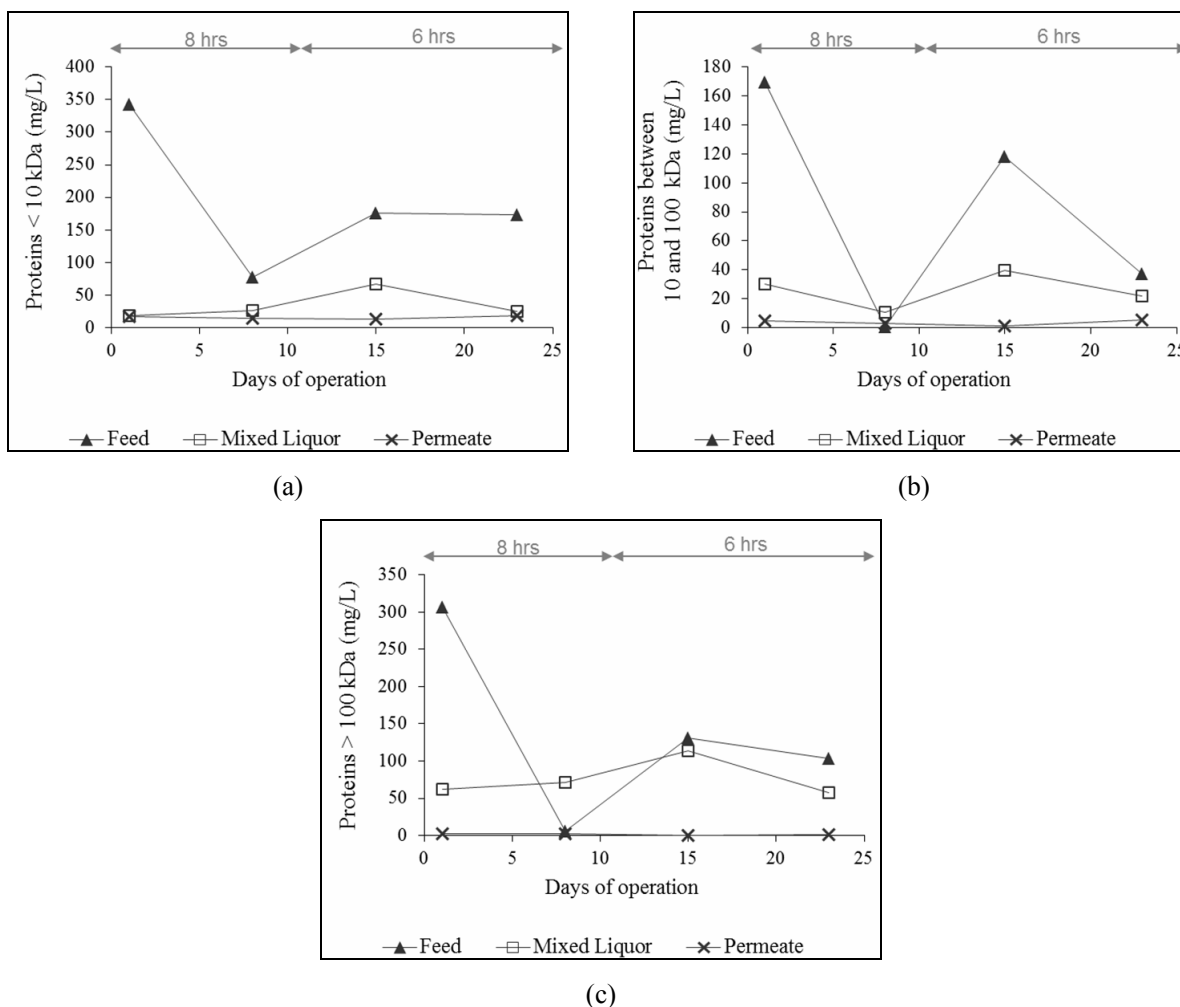 8 hrs 6 hrs
Proteins < 10 kDa (mg/L)
400
350
300
250
200
150
100
50
0
0 5 10 15 20 25
Days of operation
Feed Mixed Liquor Permeate
(a)
8 hrs 6 hrs
Proteins between
10 and 100 kDa (mg/L)
180
160
140
120
100
80
60
40
20
0
0 5 10 15 20 25
Days of operation
Feed Mixed Liquor Permeate
(b)
8 hrs 6 hrs
Proteins > 100 kDa (mg/L)
350
300
250
200
150
100
50
0
0 5 10 15 20 25
Days of operation
Feed Mixed Liquor Permeate
(c)